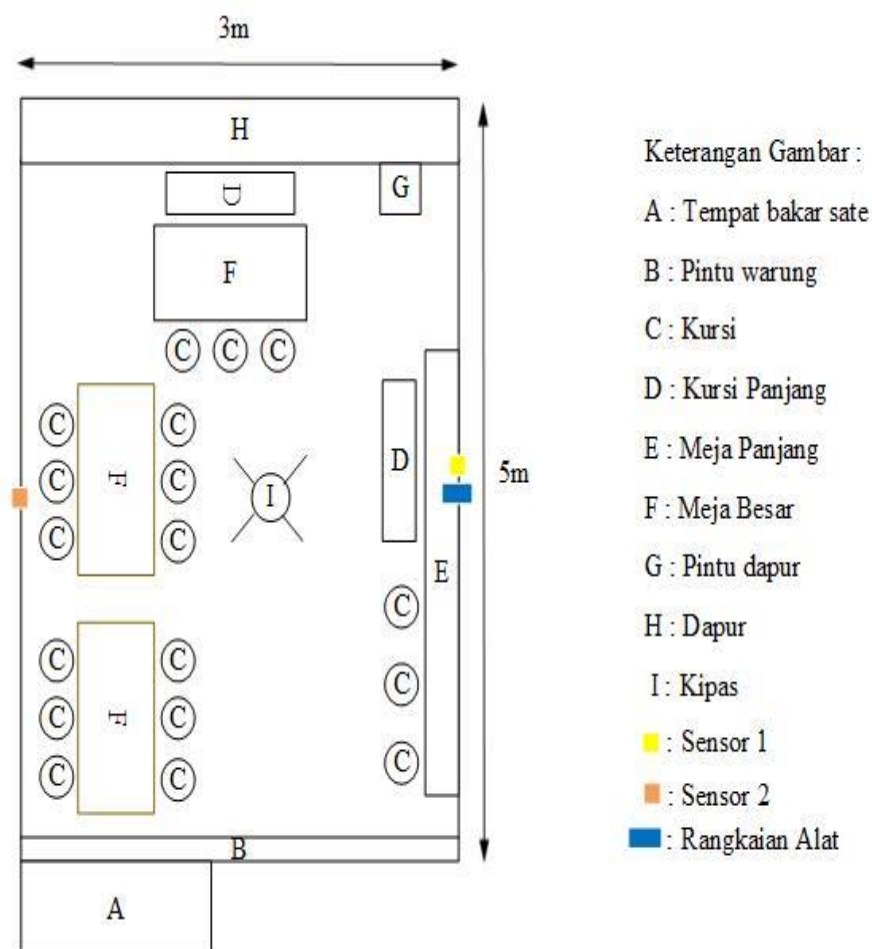 3m
H
D
G
F
C C C
C C
C C
C C
F
I
D
5m
E
C
C
C
C C
C C
C C
F
B
A
Keterangan Gambar :
A : Tempat bakar sate
B : Pintu warung
C : Kursi
D : Kursi Panjang
E : Meja Panjang
F : Meja Besar
G : Pintu dapur
H : Dapur
I : Kipas
: Sensor 1
: Sensor 2
: Rangkaian Alat